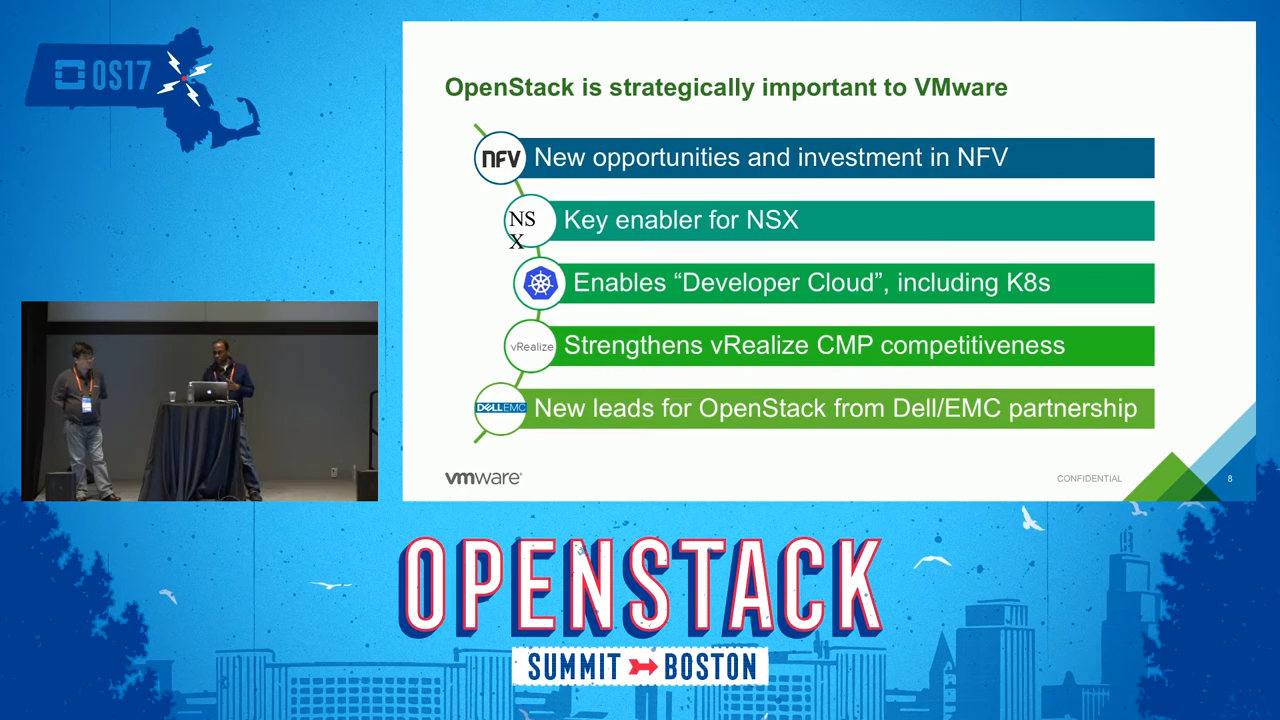 OS17
OpenStack is strategically important to VMware
NFV New opportunities and investment in NFV
NS
X
Key enabler for NSX
Enables “Developer Cloud”, including K8s
vRealize Strengthens vRealize CMP competitiveness
DELLEMC New leads for OpenStack from Dell/EMC partnership
vmware®
CONFIDENTIAL
8
OPENSTACK
SUMMIT BOSTON